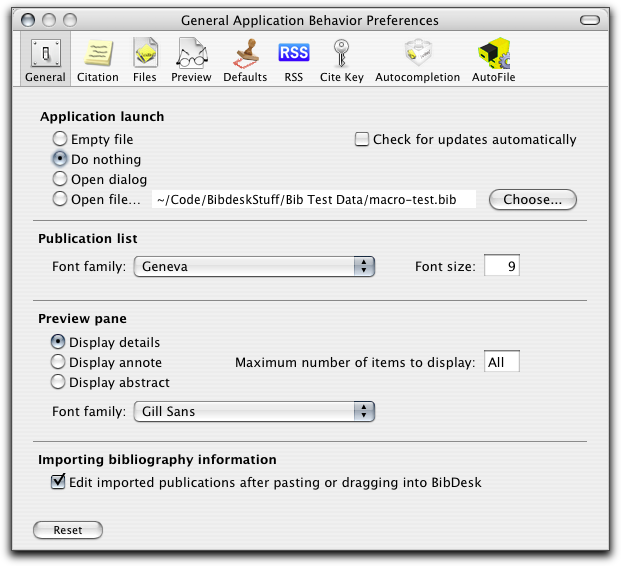 General Application Behavior Preferences
General Citation Files Preview Defaults RSS RSS Cite Key Autocompletion AutoFile
Application launch
Empty file Check for updates automatically
Do nothing
Open dialog
Open file... ~/Code/BibdeskStuff/Bib Test Data/macro-test.bib Choose...
Publication list
Font family: Geneva Font size: 9
Preview pane
Display details
Display annote Maximum number of items to display: All
Display abstract
Font family: Gill Sans
Importing bibliography information
Edit imported publications after pasting or dragging into BibDesk
Reset